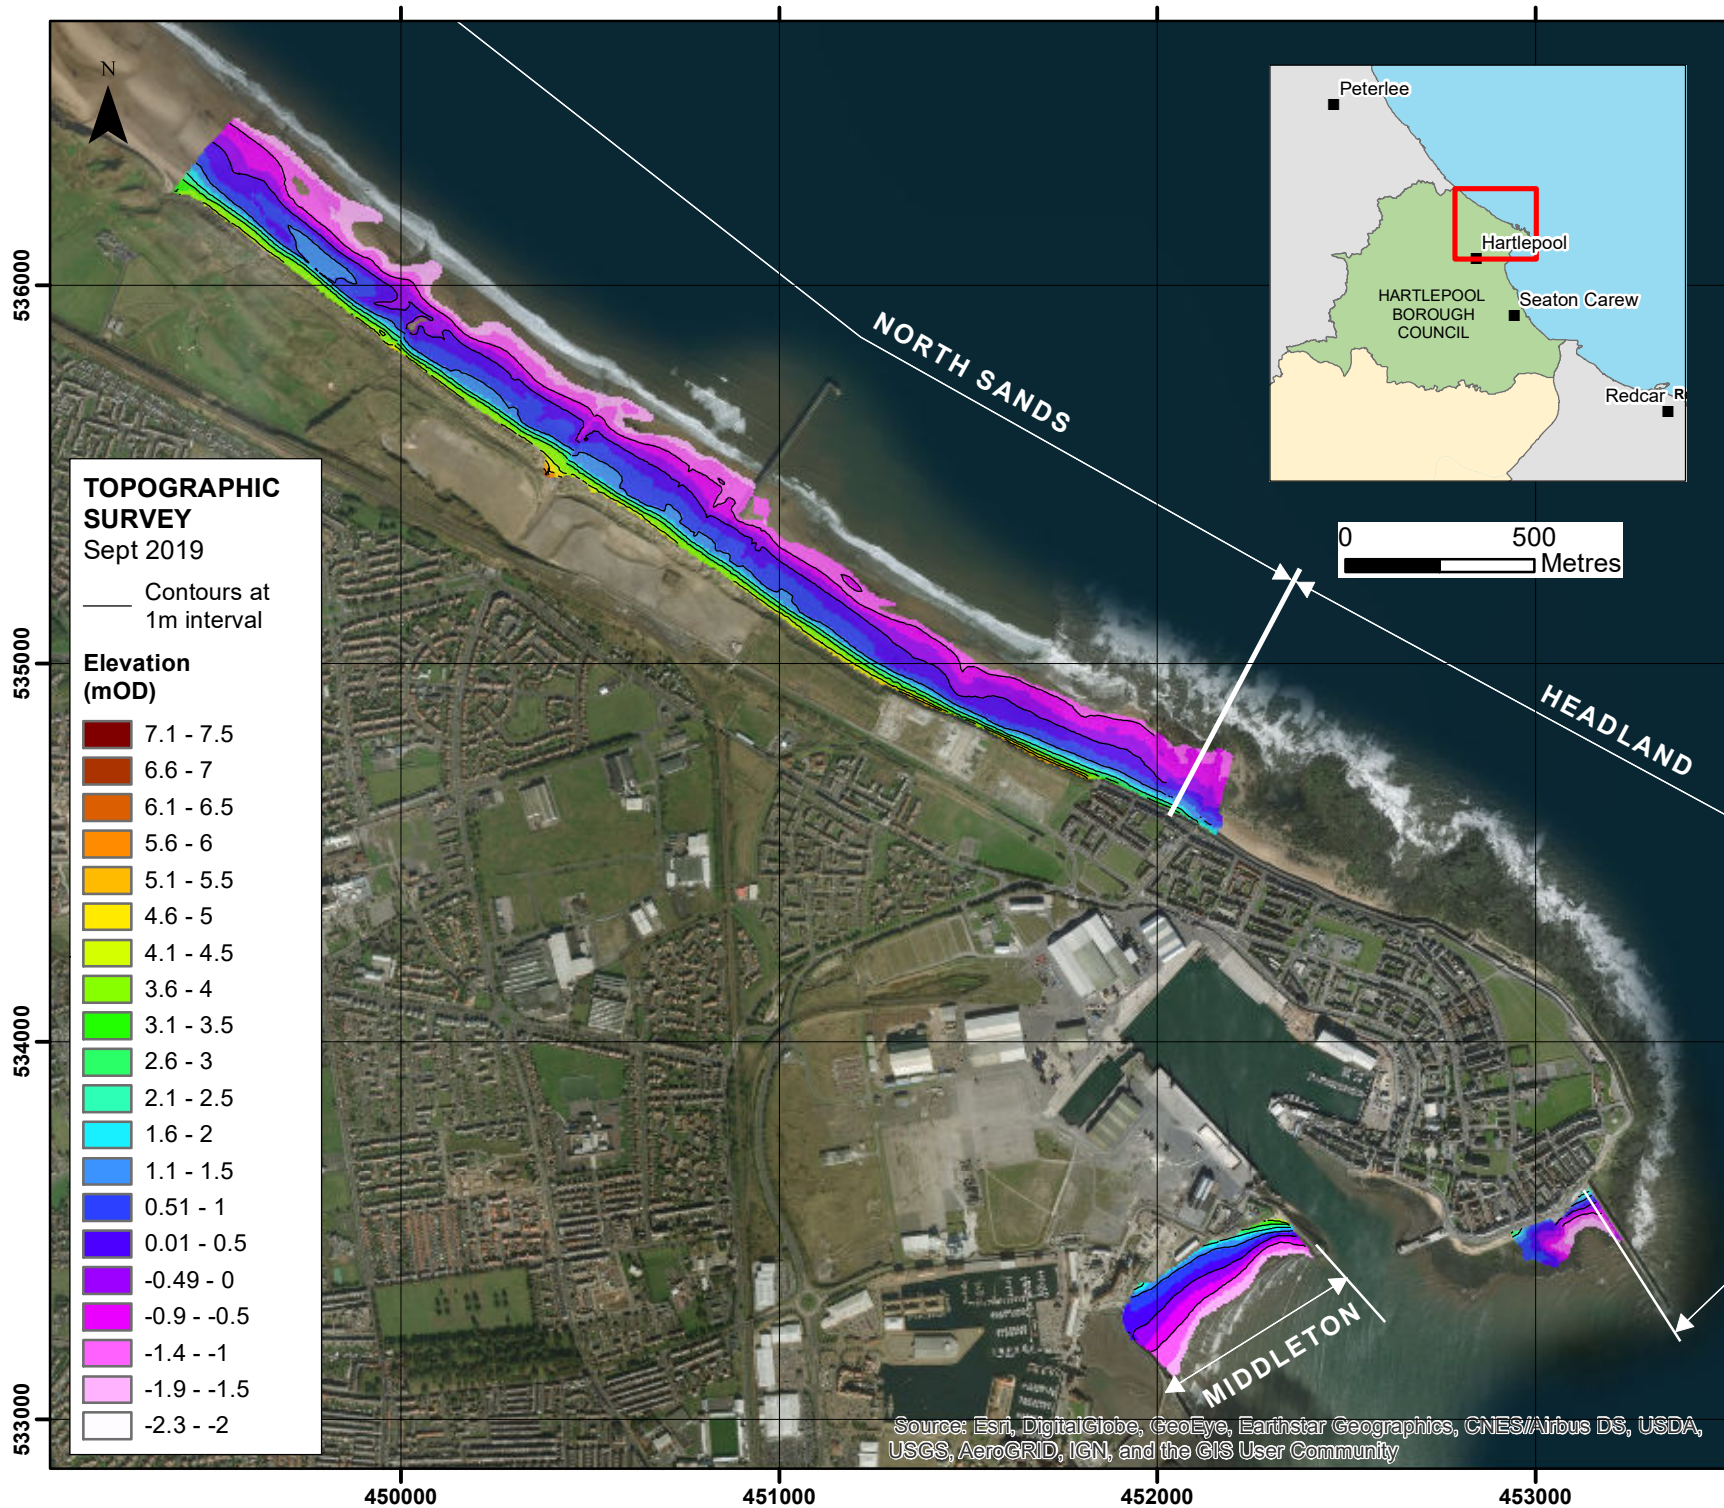 N
Peterlee
Hartlepool
HARTLEPOOL
BOROUGH
COUNCIL
Seaton Carew
Redcar
NORTH SANDS
0 500
Metres
HEADLAND
TOPOGRAPHIC
SURVEY
Sept 2019
Contours at
1m interval
Elevation
(mOD)
7.1 - 7.5
6.6 - 7
6.1 - 6.5
5.6 - 6
5.1 - 5.5
4.6 - 5
4.1 - 4.5
3.6 - 4
3.1 - 3.5
2.6 - 3
2.1 - 2.5
1.6 - 2
1.1 - 1.5
0.51 - 1
0.01 - 0.5
-0.49 - 0
-0.9 - -0.5
-1.4 - -1
-1.9 - -1.5
-2.3 - -2
MIDDLETON
Source: Esri, DigitalGlobe, GeoEye, Earthstar Geographics, CNES/Airbus DS, USDA,
USGS, AeroGRID, IGN, and the GIS User Community
536000
535000
534000
533000
450000
451000
452000
453000